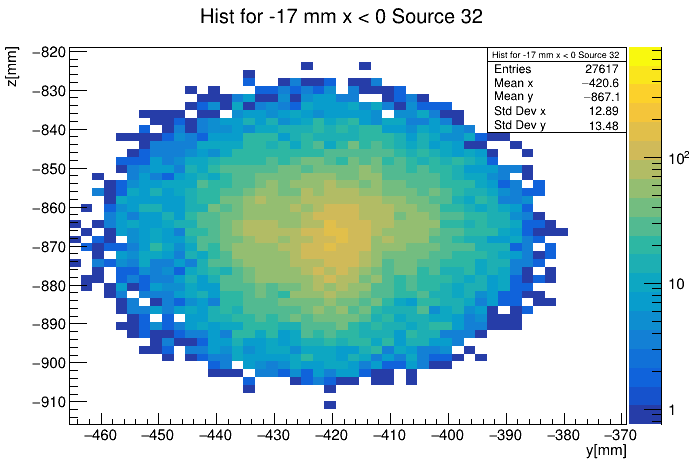 Hist for -17 mm x < 0 Source 32
z[mm]
−820
−830
−840
−850
−860
−870
−880
−890
−900
−910
Hist for -17 mm x < 0 Source 32
Entries 27617
Mean x −420.6
Mean y −867.1
Std Dev x 12.89
Std Dev y 13.48
10²
10
1
−460 −450 −440 −430 −420 −410 −400 −390 −380 −370
y[mm]